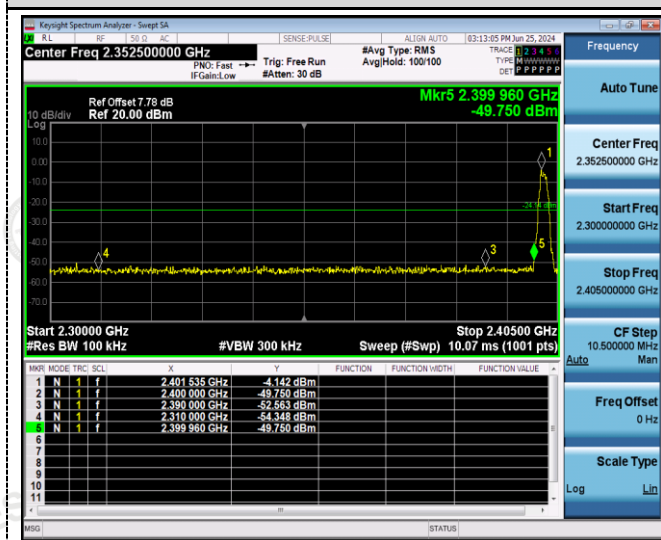 Keysight Spectrum Analyzer - Swept SA
RL RF 50 Ω AC SENSE:PULSE ALIGN AUTO 03:13:05 PM Jun 25, 2024
Center Freq 2.352500000 GHz
PNO: Fast
IFGain:Low
Trig: Free Run
#Atten: 30 dB
#Avg Type: RMS
Avg|Hold: 100/100
TRACE 1 2 3 4 5 6
TYPE M W W W W W
DET P P P P P P
Ref Offset 7.78 dB
Ref 20.00 dBm
10 dB/div
Log
Mkr5 2.399 960 GHz
-49.750 dBm
10.0
0.00
-10.0
-20.0
-30.0
-40.0
-50.0
-60.0
-70.0
1
-24.14 dBm
4
3
5
Start 2.30000 GHz
Stop 2.40500 GHz
#Res BW 100 kHz
#VBW 300 kHz
Sweep (#Swp) 10.07 ms (1001 pts)
MKR MODE TRC SCL X Y FUNCTION FUNCTION WIDTH FUNCTION VALUE
1 N 1 f 2.401 535 GHz -4.142 dBm
2 N 1 f 2.400 000 GHz -49.750 dBm
3 N 1 f 2.390 000 GHz -52.563 dBm
4 N 1 f 2.310 000 GHz -54.348 dBm
5 N 1 f 2.399 960 GHz -49.750 dBm
6
7
8
9
10
11
MSG
STATUS
Frequency
Auto Tune
Center Freq
2.352500000 GHz
Start Freq
2.300000000 GHz
Stop Freq
2.405000000 GHz
CF Step
10.500000 MHz
Auto Man
Freq Offset
0 Hz
Scale Type
Log Lin